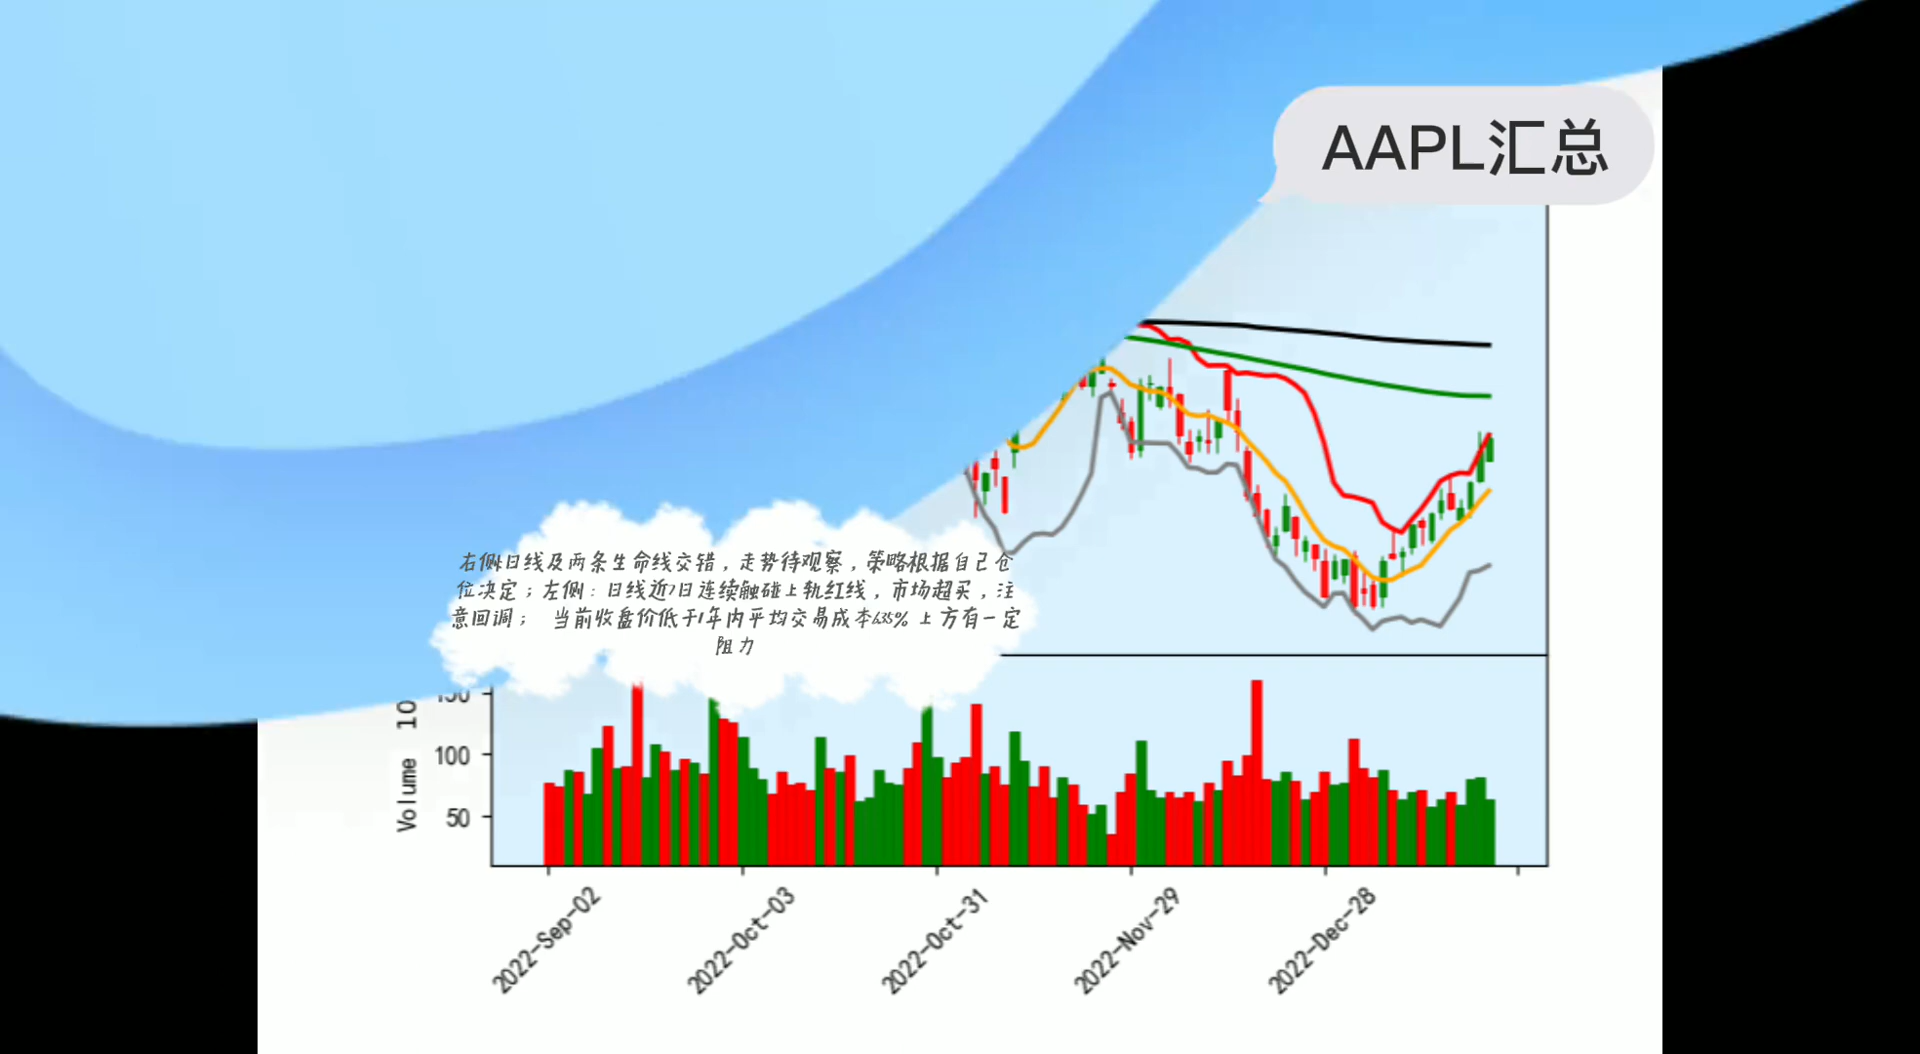 AAPL汇总
右侧:日线及两条生命线交错，走势待观察，策略根据自己仓
位决定；左侧：日线近7日连续触碰上轨红线，市场超买，注
意回调； 当前收盘价低于1年内平均交易成本6.35% 上方有一定
阻力
150
100
50
Volume 10
2022-Sep-02
2022-Oct-03
2022-Oct-31
2022-Nov-29
2022-Dec-28